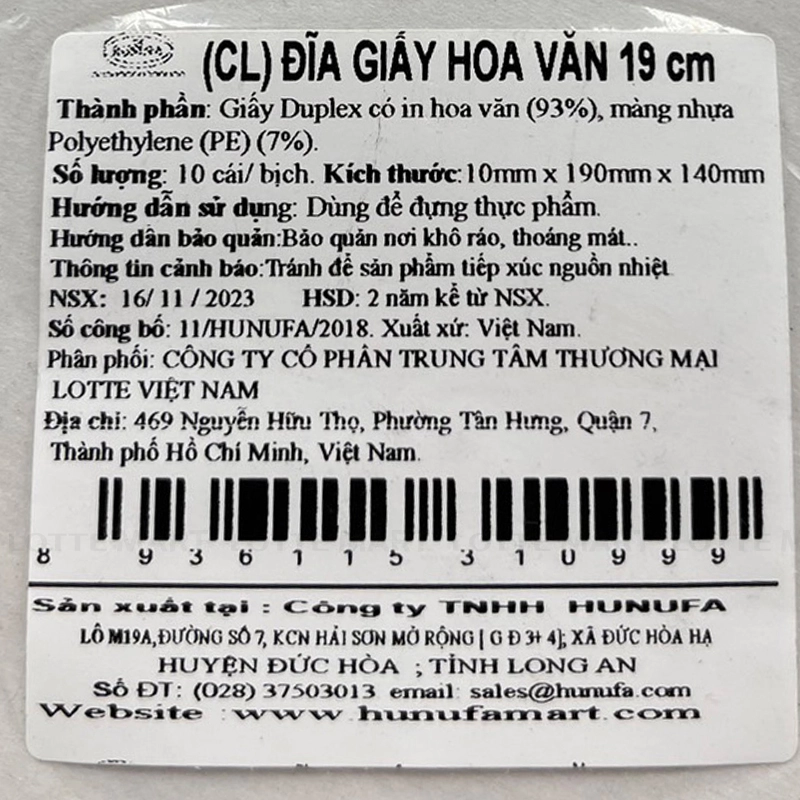 HUNUFA
(CL) ĐĨA GIẤY HOA VĂN 19 cm
Thành phần: Giấy Duplex có in hoa văn (93%), màng nhựa
Polyethylene (PE) (7%).
Số lượng: 10 cái/ bịch. Kích thước:10mm x 190mm x 140mm
Hướng dẫn sử dụng: Dùng để đựng thực phẩm.
Hướng dẫn bảo quản:Bảo quản nơi khô ráo, thoáng mát..
Thông tin cảnh báo:Tránh để sản phẩm tiếp xúc nguồn nhiệt
NSX: 16/ 11 / 2023 HSD: 2 năm kể từ NSX.
Số công bố: 11/HUNUFA/2018. Xuất xứ: Việt Nam.
Phân phối: CÔNG TY CỔ PHẦN TRUNG TÂM THƯƠNG MẠI
LOTTE VIỆT NAM
Địa chỉ: 469 Nguyễn Hữu Thọ, Phường Tân Hưng, Quận 7,
Thành phố Hồ Chí Minh, Việt Nam.
LOTTE MART LOTTE MART LOTTE MART LOTTE M
8 936115 310999
Sản xuất tại : Công ty TNHH HUNUFA
LÔ M19A,ĐƯỜNG SỐ 7, KCN HẢI SƠN MỞ RỘNG [ G Đ 3+ 4]; XÃ ĐỨC HÒA HẠ
HUYỆN ĐỨC HÒA ; TỈNH LONG AN
Số ĐT: (028) 37503013 email: sales@hunufa.com
Website :www.hunufamart.com